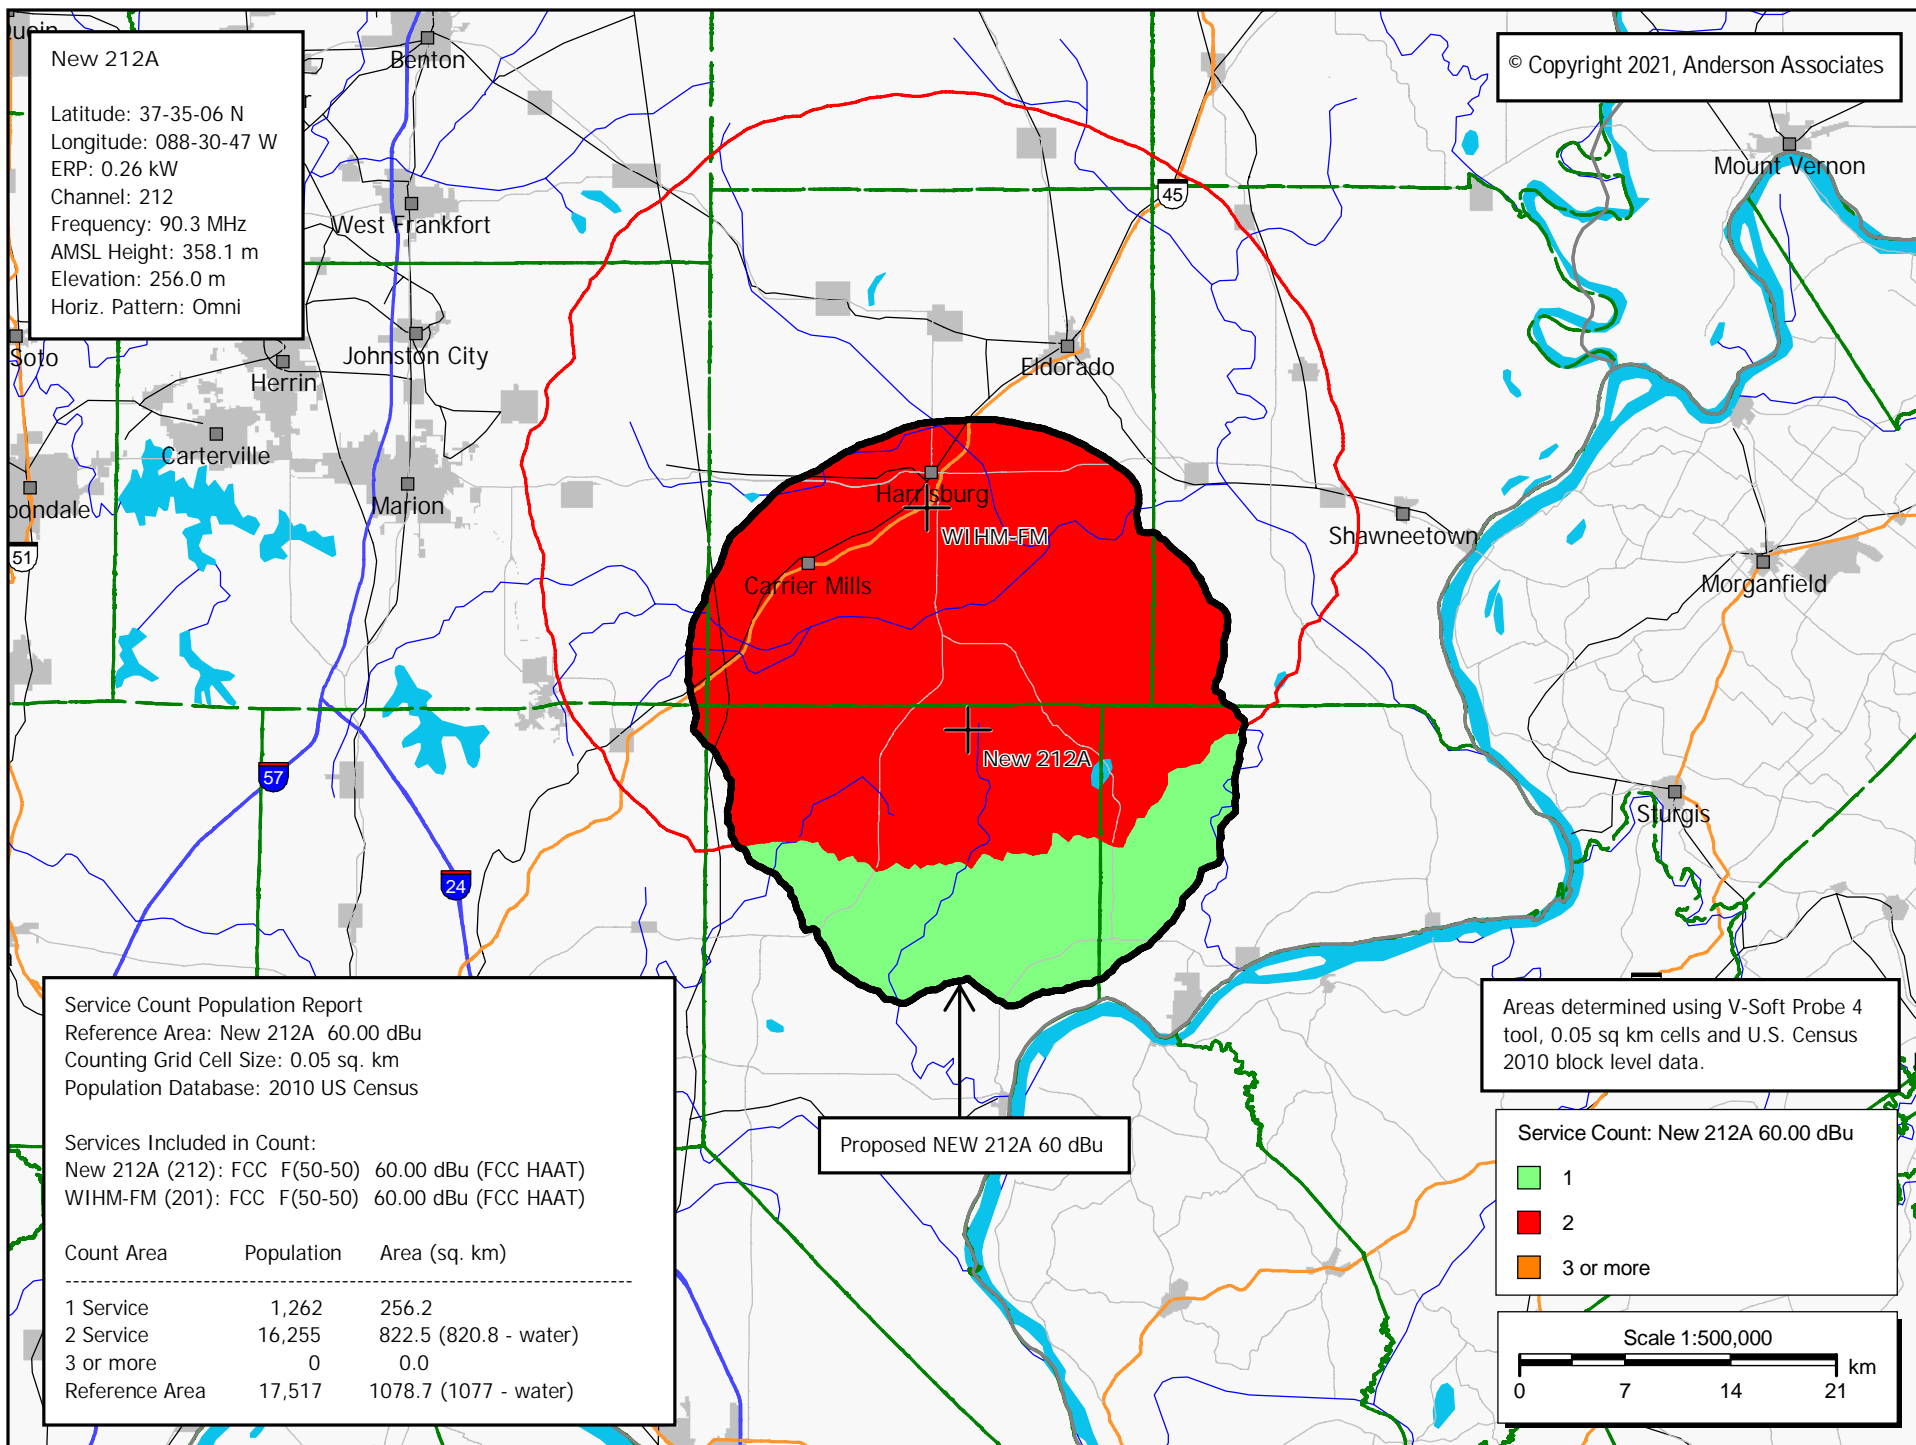 New 212A
Latitude: 37-35-06 N
Longitude: 088-30-47 W
ERP: 0.26 kW
Channel: 212
Frequency: 90.3 MHz
AMSL Height: 358.1 m
Elevation: 256.0 m
Horiz. Pattern: Omni
© Copyright 2021, Anderson Associates
Benton
Mount Vernon
45
West Frankfort
Johnston City
Soto
Herrin
Eldorado
Carterville
Marion
Harrisburg
bondale
WIHM-FM
Shawneetown
51
Carrier Mills
Morganfield
New 212A
57
Sturgis
24
Service Count Population Report
Reference Area: New 212A 60.00 dBu
Counting Grid Cell Size: 0.05 sq. km
Population Database: 2010 US Census
Services Included in Count:
New 212A (212): FCC F(50-50) 60.00 dBu (FCC HAAT)
WIHM-FM (201): FCC F(50-50) 60.00 dBu (FCC HAAT)
Count Area Population Area (sq. km)
--------------------------------------------------------------------------
1 Service 1,262 256.2
2 Service 16,255 822.5 (820.8 - water)
3 or more 0 0.0
Reference Area 17,517 1078.7 (1077 - water)
Proposed NEW 212A 60 dBu
Areas determined using V-Soft Probe 4
tool, 0.05 sq km cells and U.S. Census
2010 block level data.
Service Count: New 212A 60.00 dBu
1
2
3 or more
Scale 1:500,000
km
0 7 14 21